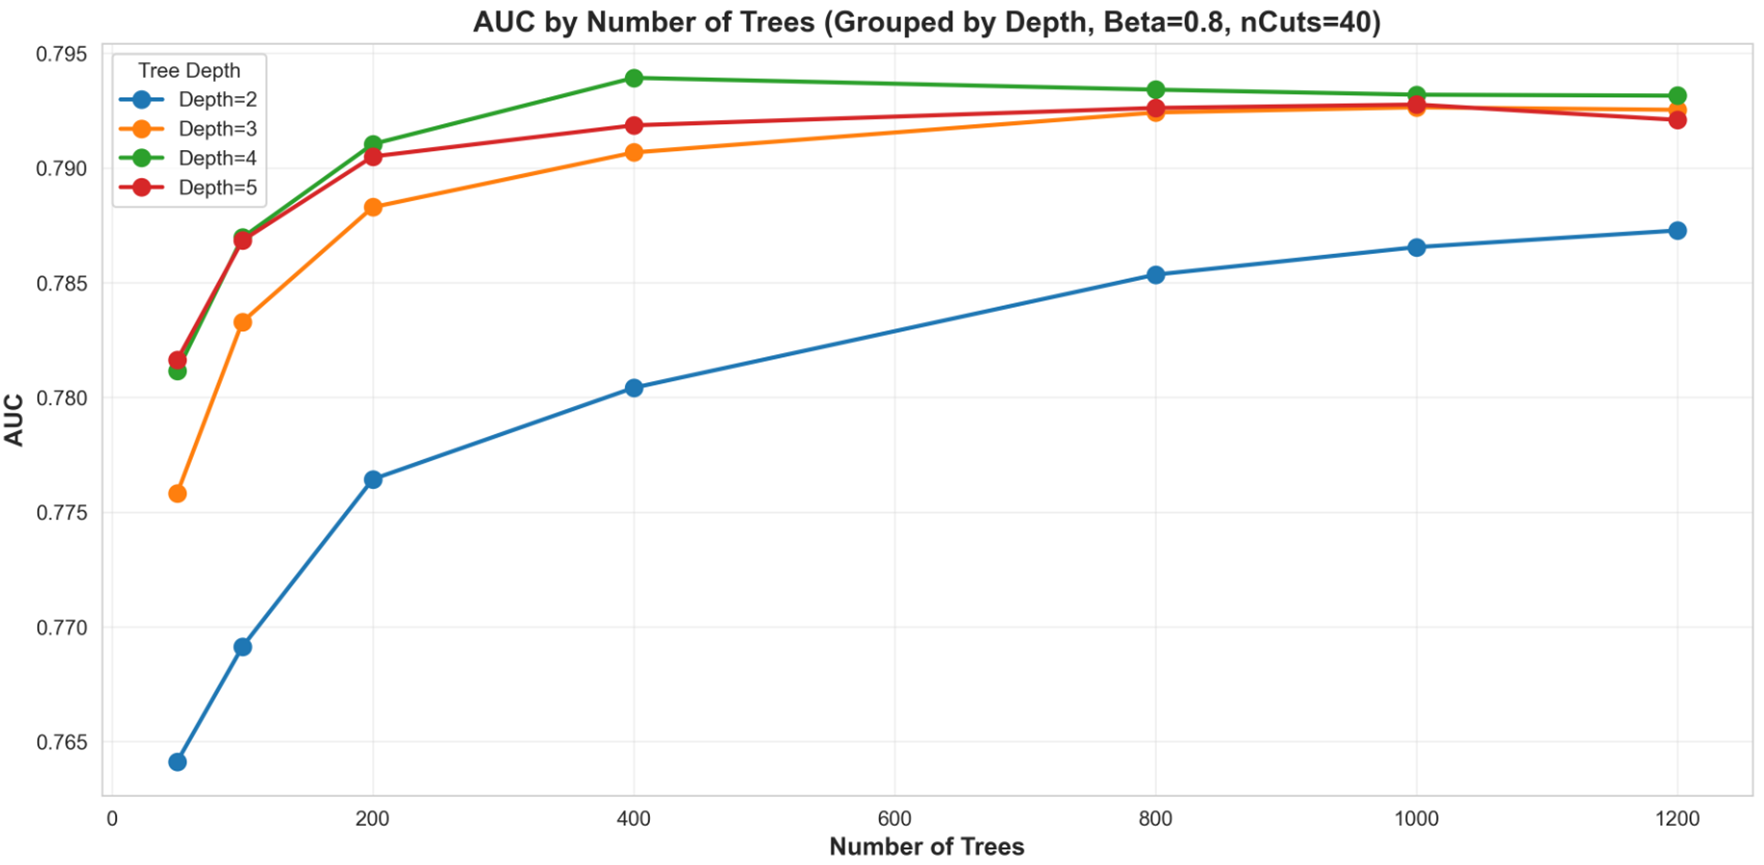 AUC by Number of Trees (Grouped by Depth, Beta=0.8, nCuts=40)
Tree Depth
Depth=2
Depth=3
Depth=4
Depth=5
AUC
0.795
0.790
0.785
0.780
0.775
0.770
0.765
0 200 400 600 800 1000 1200
Number of Trees